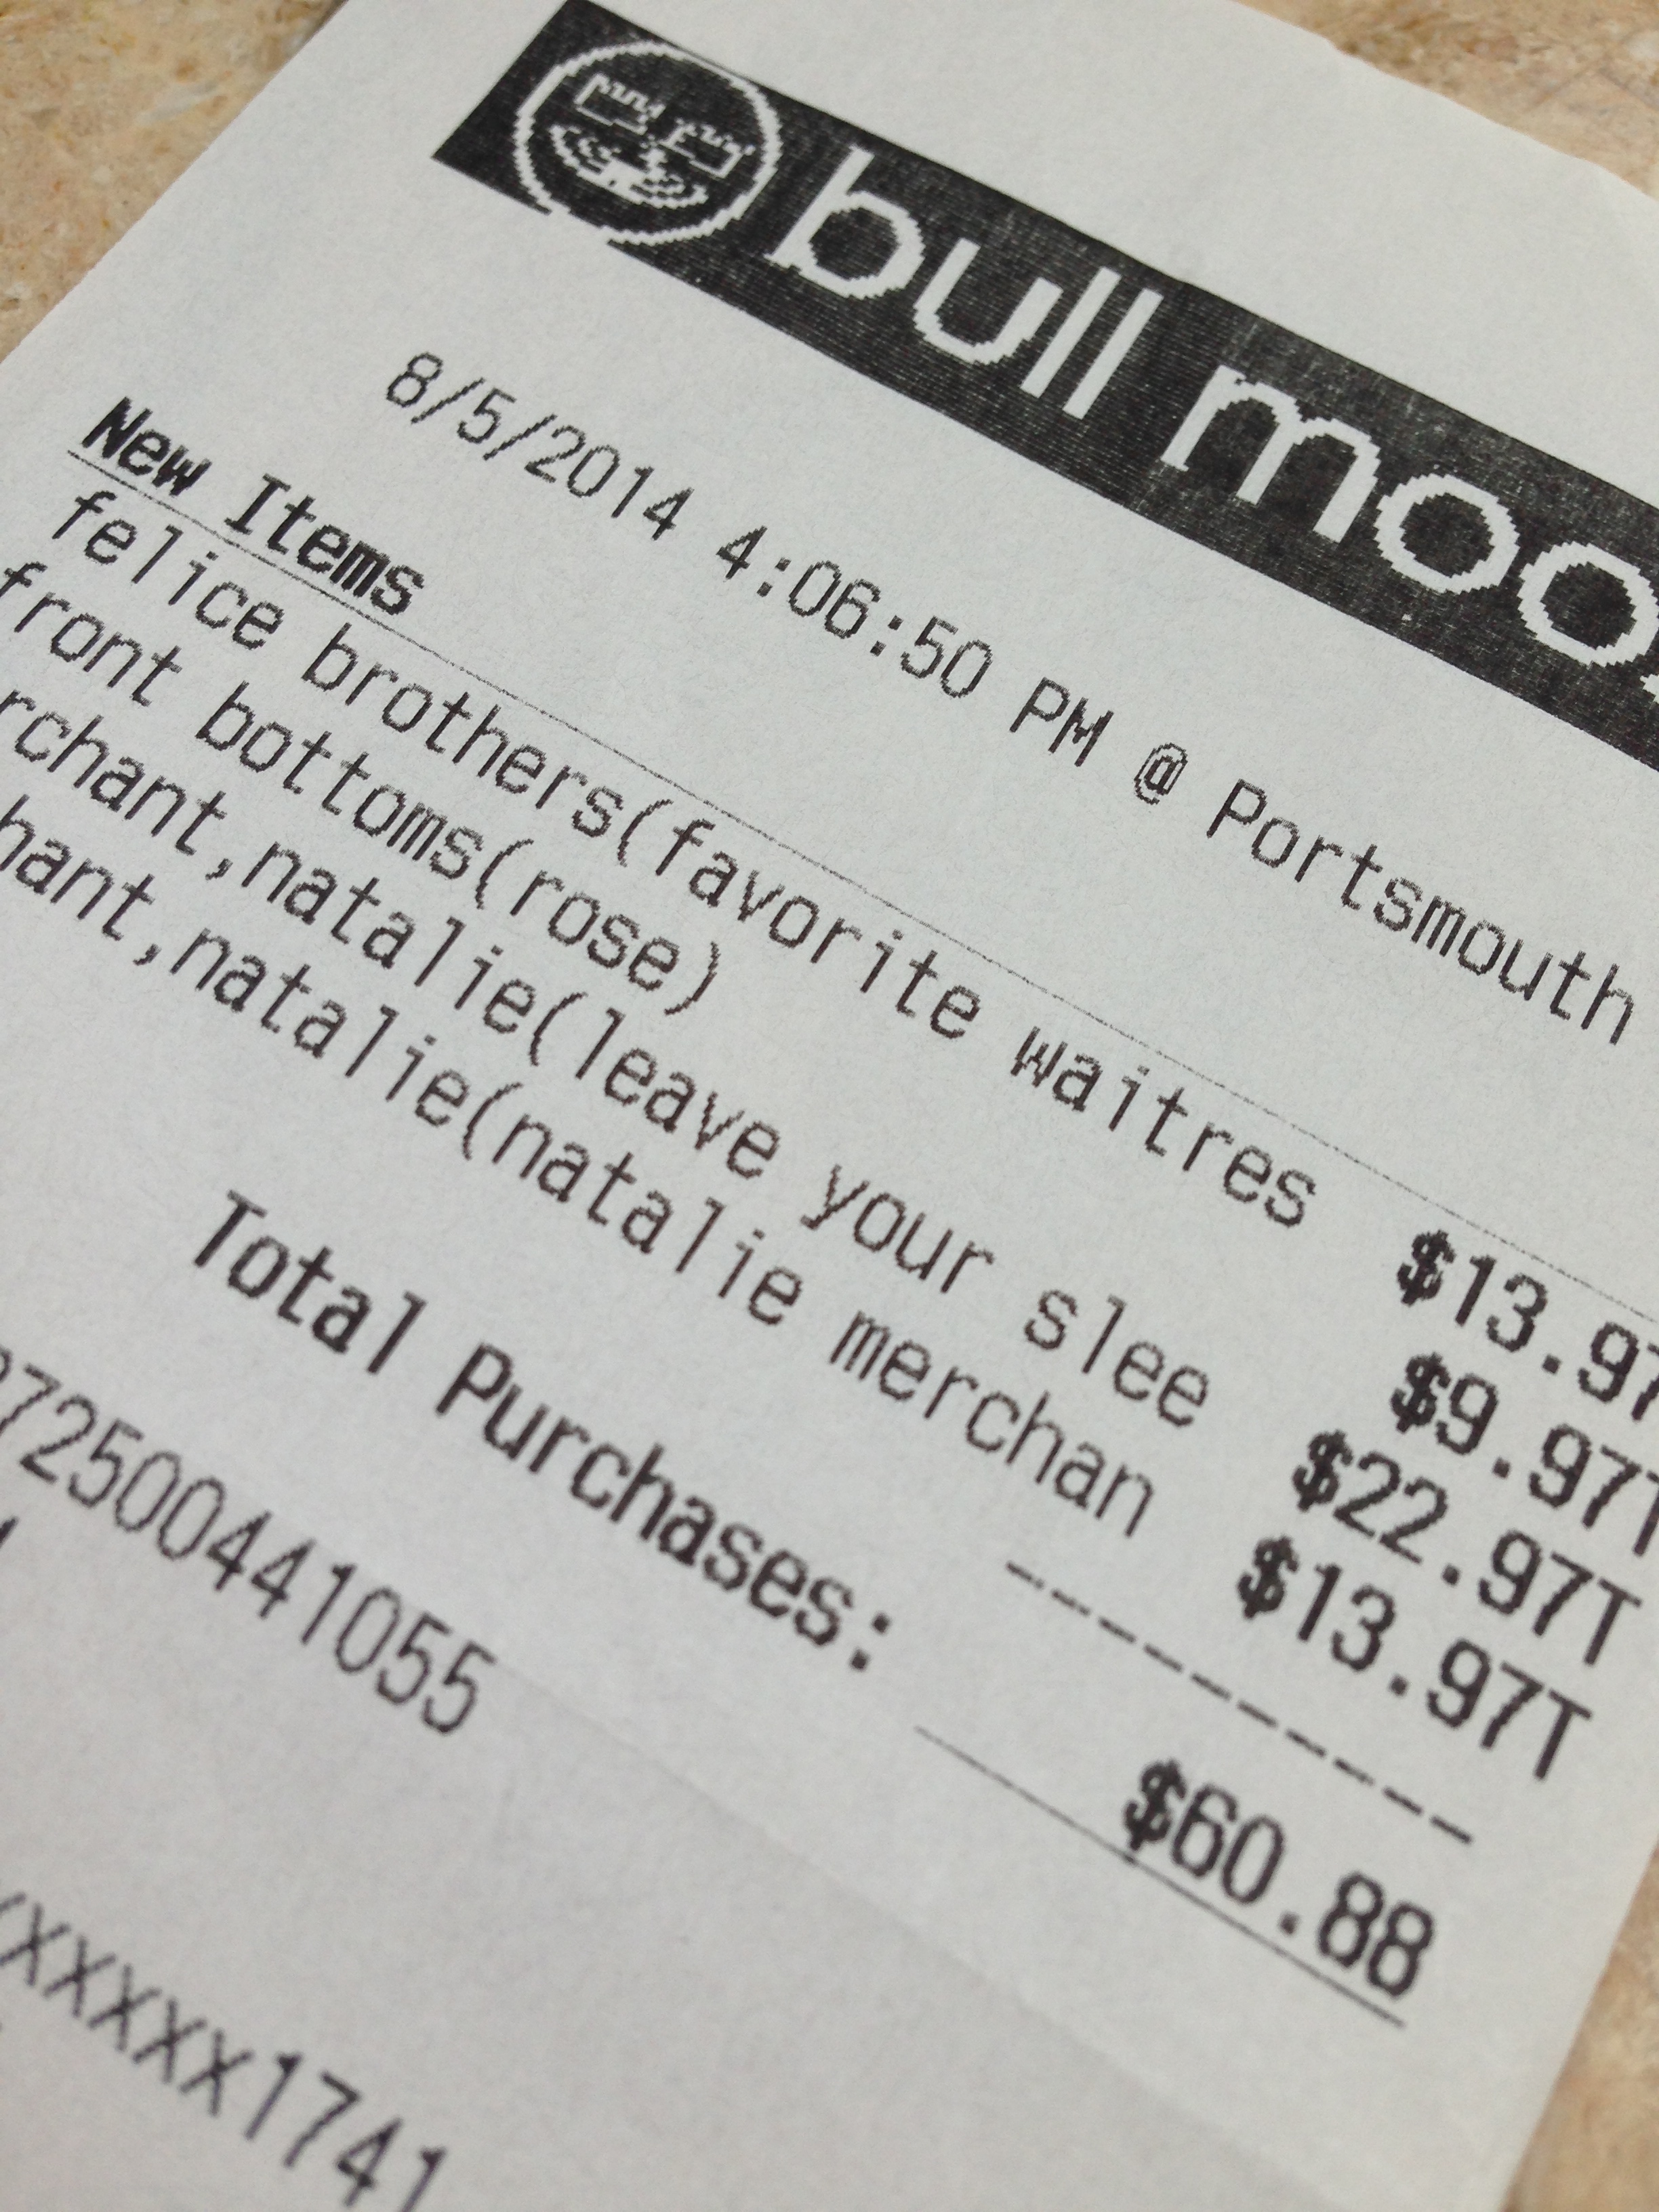 bull moo
8/5/2014 4:06:50 PM @ Portsmouth
New Items
felice brothers(favorite waitres $13.97
front bottoms(rose) $9.97T
rchant,natalie(leave your slee $22.97T
hant,natalie(natalie merchan $13.97T
Total Purchases: $60.88
72500441055
XXXXXX1741